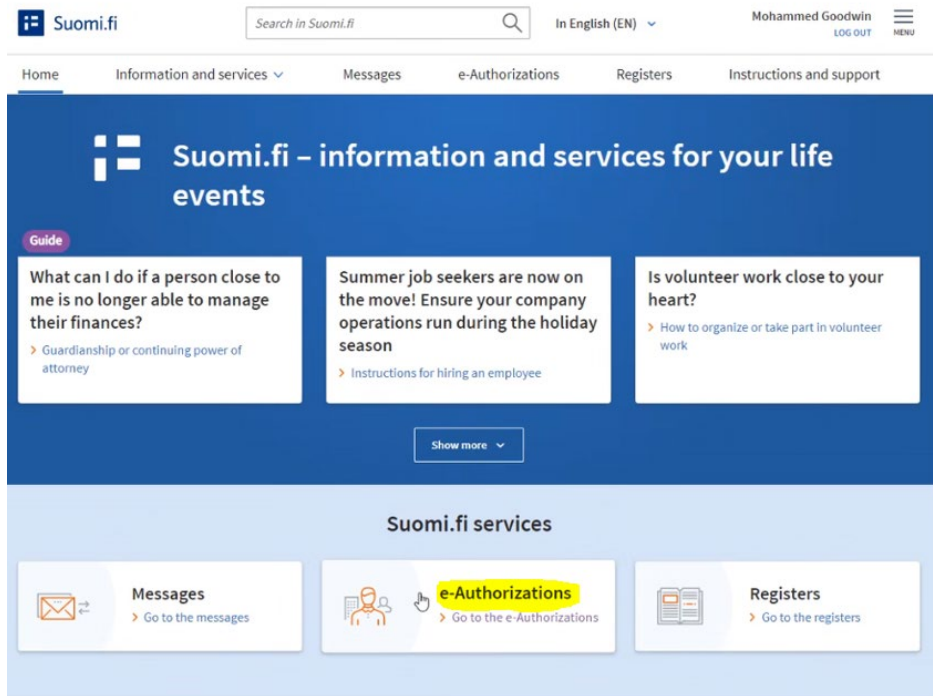 Suomi.fi
Search in Suomi.fi
In English (EN)
Mohammed Goodwin
LOG OUT
MENU
Home
Information and services
Messages
e-Authorizations
Registers
Instructions and support
Suomi.fi – information and services for your life
events
Guide
What can I do if a person close to
me is no longer able to manage
their finances?
Guardianship or continuing power of
attorney
Summer job seekers are now on
the move! Ensure your company
operations run during the holiday
season
Instructions for hiring an employee
Is volunteer work close to your
heart?
How to organize or take part in volunteer
work
Show more
Suomi.fi services
Messages
Go to the messages
e-Authorizations
Go to the e-Authorizations
Registers
Go to the registers